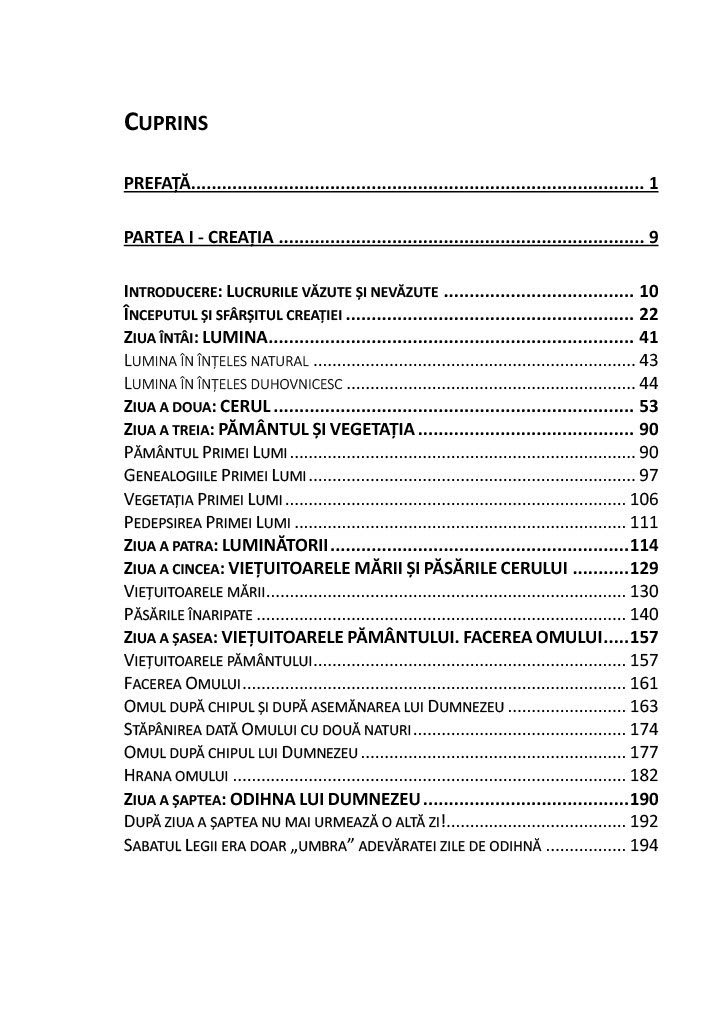 CUPRINS
PREFAȚĂ........................................................................................ 1
PARTEA I - CREAȚIA ....................................................................... 9
INTRODUCERE: LUCRURILE VĂZUTE ȘI NEVĂZUTE ..................................... 10
ÎNCEPUTUL ȘI SFÂRȘITUL CREAȚIEI ........................................................ 22
ZIUA ÎNTÂI: LUMINA....................................................................... 41
LUMINA ÎN ÎNȚELES NATURAL ................................................................ 43
LUMINA ÎN ÎNȚELES DUHOVNICESC .......................................................... 44
ZIUA A DOUA: CERUL ...................................................................... 53
ZIUA A TREIA: PĂMÂNTUL ȘI VEGETAȚIA .......................................... 90
PĂMÂNTUL PRIMEI LUMI ..................................................................... 90
GENEALOGIILE PRIMEI LUMI ................................................................. 97
VEGETAȚIA PRIMEI LUMI ..................................................................... 106
PEDEPSIREA PRIMEI LUMI ................................................................... 111
ZIUA A PATRA: LUMINĂTORII ...........................................................114
ZIUA A CINCEA: VIEȚUITOARELE MĂRII ȘI PĂSĂRILE CERULUI ...........129
VIEȚUITOARELE MĂRII........................................................................ 130
PĂSĂRILE ÎNARIPATE .......................................................................... 140
ZIUA A ȘASEA: VIEȚUITOARELE PĂMÂNTULUI. FACEREA OMULUI.....157
VIEȚUITOARELE PĂMÂNTULUI............................................................... 157
FACEREA OMULUI............................................................................. 161
OMUL DUPĂ CHIPUL ȘI DUPĂ ASEMĂNAREA LUI DUMNEZEU ........................ 163
STĂPÂNIREA DATĂ OMULUI CU DOUĂ NATURI........................................... 174
OMUL DUPĂ CHIPUL LUI DUMNEZEU ..................................................... 177
HRANA OMULUI ............................................................................... 182
ZIUA A ȘAPTEA: ODIHNA LUI DUMNEZEU ........................................190
DUPĂ ZIUA A ȘAPTEA NU MAI URMEAZĂ O ALTĂ ZI!.................................... 192
SABATUL LEGII ERA DOAR „UMBRA” ADEVĂRATEI ZILE DE ODIHNĂ ................ 194